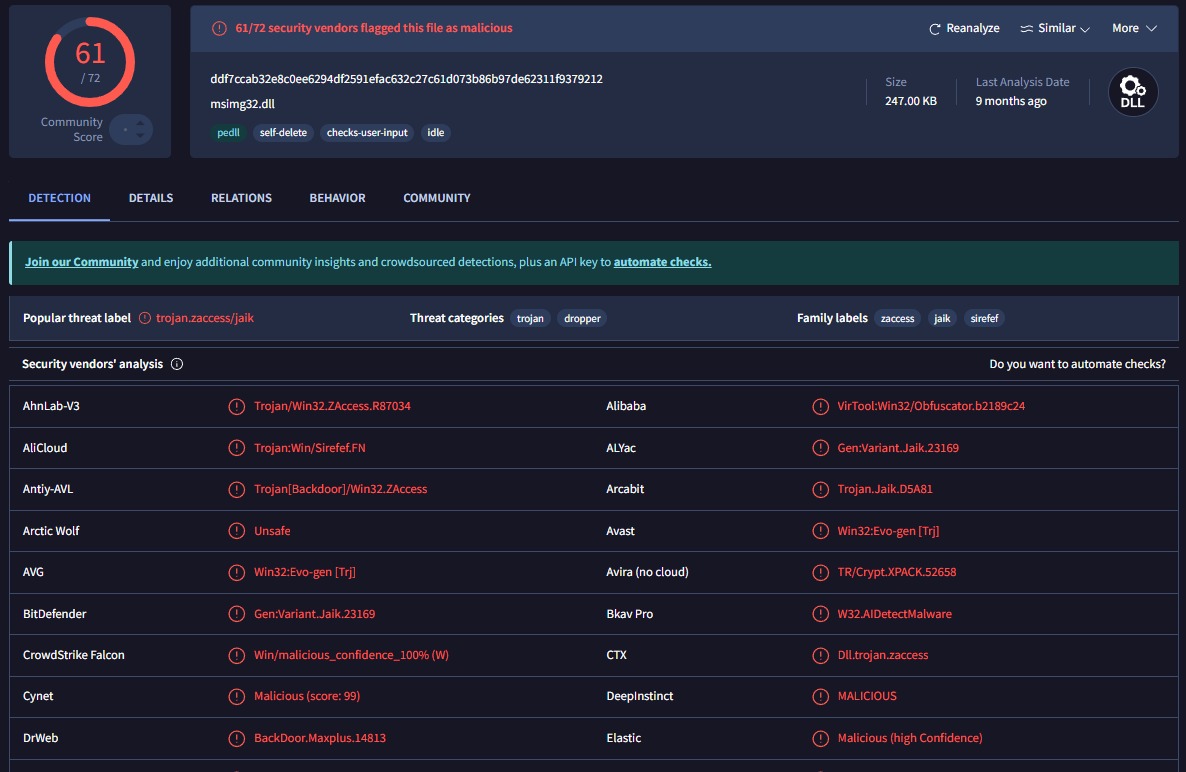 61
/ 72
Community
Score
61/72 security vendors flagged this file as malicious
Reanalyze
Similar
More
ddf7ccab32e8c0ee6294df2591efac632c27c61d073b86b97de62311f9379212
msimg32.dll
pedll
self-delete
checks-user-input
idle
Size
247.00 KB
Last Analysis Date
9 months ago
DLL
DETECTION
DETAILS
RELATIONS
BEHAVIOR
COMMUNITY
Join our Community and enjoy additional community insights and crowdsourced detections, plus an API key to automate checks.
Popular threat label trojan.zaccess/jaik
Threat categories trojan dropper
Family labels zaccess jaik sirefef
Security vendors' analysis
Do you want to automate checks?
AhnLab-V3 Trojan/Win32.ZAccess.R87034
Alibaba VirTool:Win32/Obfuscator.b2189c24
AliCloud Trojan:Win/Sirefef.FN
ALYac Gen:Variant.Jaik.23169
Antiy-AVL Trojan[Backdoor]/Win32.ZAccess
Arcabit Trojan.Jaik.D5A81
Arctic Wolf Unsafe
Avast Win32:Evo-gen [Trj]
AVG Win32:Evo-gen [Trj]
Avira (no cloud) TR/Crypt.XPACK.52658
BitDefender Gen:Variant.Jaik.23169
Bkav Pro W32.AIDetectMalware
CrowdStrike Falcon Win/malicious_confidence_100% (W)
CTX Dll.trojan.zaccess
Cynet Malicious (score: 99)
DeepInstinct MALICIOUS
DrWeb BackDoor.Maxplus.14813
Elastic Malicious (high Confidence)